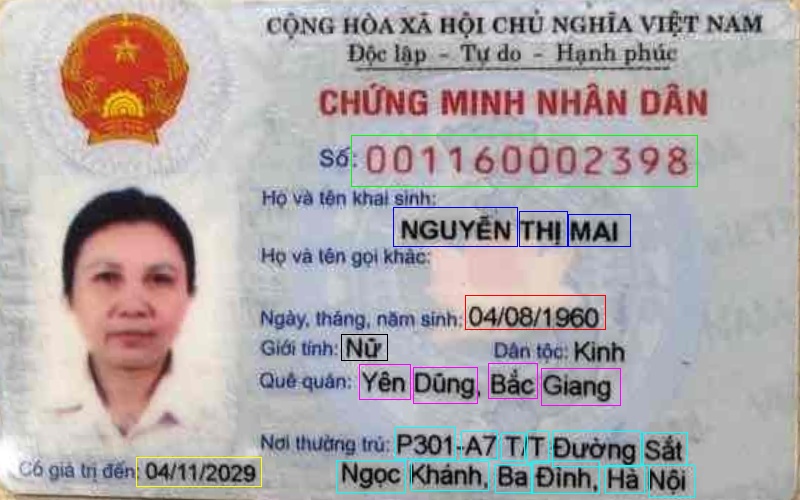 CỘNG HÒA XÃ HỘI CHỦ NGHĨA VIỆT NAM
Độc lập - Tự do - Hạnh phúc
CHỨNG MINH NHÂN DÂN
Số: 001160002398
Họ và tên khai sinh:
NGUYỄN THỊ MAI
Họ và tên gọi khác:
Ngày, tháng, năm sinh: 04/08/1960
Giới tính: Nữ Dân tộc: Kinh
Quê quán: Yên Dũng, Bắc Giang
Nơi thường trú: P301-A7 T/T Đường Sắt
Ngọc Khánh, Ba Đình, Hà Nội
Có giá trị đến: 04/11/2029